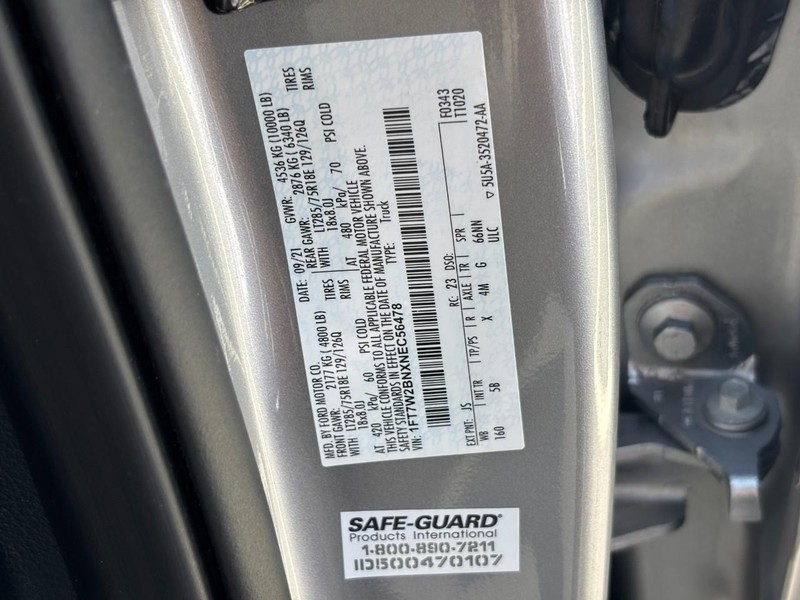 MFD. BY FORD MOTOR CO.
DATE: 09/21
GVWR: 4536 KG (10000 LB)
FRONT GAWR: 2177 KG ( 4800 LB)
REAR GAWR: 2876 KG ( 6340 LB)
WITH LT285/75R18E 129/126Q TIRES
WITH LT285/75R18E 129/126Q TIRES
18x8.0J RIMS
18x8.0J RIMS
AT 420 kPa/ 60 PSI COLD
AT 480 kPa/ 70 PSI COLD
THIS VEHICLE CONFORMS TO ALL APPLICABLE FEDERAL MOTOR VEHICLE
SAFETY STANDARDS IN EFFECT ON THE DATE OF MANUFACTURE SHOWN ABOVE.
VIN: 1FT7W2BNXNEC56478
TYPE: Truck
F0343
T1020
EXT PNT: JS RC: 23 DSO:
WB INT TR TP/PS R AXLE TR SPR
160 5B X 4M G 66NN
ULC
▽ 5U5A-3520472-AA
SAFE-GUARD®
Products International
1-800-890-7211
IID500470107